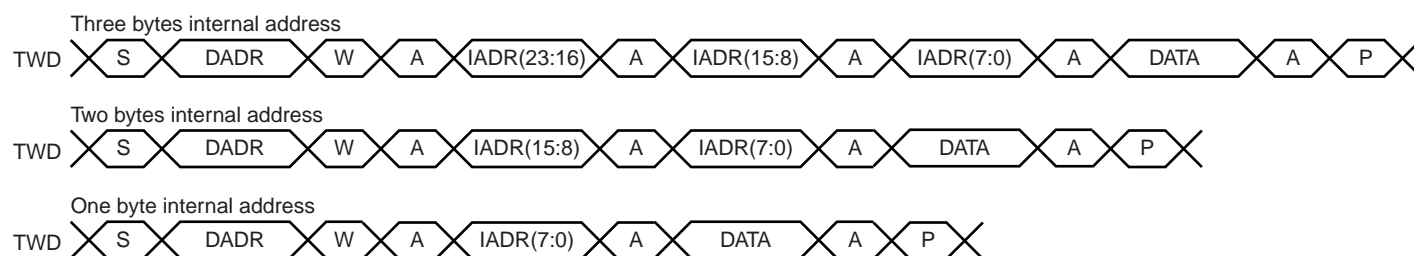 Three bytes internal address
TWD S DADR W A IADR(23:16) A IADR(15:8) A IADR(7:0) A DATA A P
Two bytes internal address
TWD S DADR W A IADR(15:8) A IADR(7:0) A DATA A P
One byte internal address
TWD S DADR W A IADR(7:0) A DATA A P